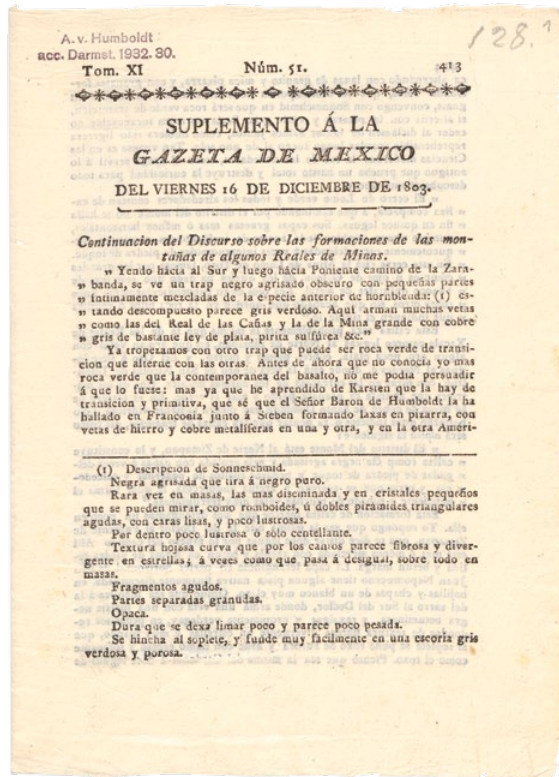 A. v. Humboldt
acc. Darmst. 1932. 30.
128.
Tom. XI Núm. 51. 413
SUPLEMENTO Á LA
GAZETA DE MEXICO
DEL VIERNES 16 DE DICIEMBRE DE 1803.
Continuacion del Discurso sobre las formaciones de las mon-
tañas de algunos Reales de Minas.
„ Yendo hácia al Sur y luego hácia Poniente camino de la Zara-
„ banda, se ve un trap negro agrisado obscuro con pequeñas partes
„ íntimamente mezcladas de la especie anterior de hornblenda: (1) es-
„ tando descompuesto parece gris verdoso. Aquí arman muchas vetas
„ como las del Real de las Cañas y la de la Mina grande con cobre
„ gris de bastante ley de plata, pirita sulfúrea &c.”
Ya tropezamos con otro trap que puede ser roca verde de transi-
cion que alterne con las otras. Antes de ahora que no conocía yo mas
roca verde que la contemporanea del basalto, no me podia persuadir
á que lo fuese: mas ya que he aprendido de Karsten que la hay de
transicion y primitiva, que sé que el Señor Baron de Humboldt la ha
ballado en Franconia junto á Steben formando laxas en pizarra, con
vetas de hierro y cobre metalíferas en una y otra, y en la otra Améri-
(1) Descripcion de Sonneschmid.
Negra agrisada que tira á negro puro.
Rara vez en masas, las mas diseminada y en cristales pequeños
que se pueden mirar, como romboides, ú dobles pirámides triangulares
agudas, con caras lisas, y poco lustrosas.
Por dentro poco lustrosa ó solo centellante.
Textura hojosa curva que por los cantos parece fibrosa y diver-
gente en estrellas; á veces como que pasa á desigual, sobre todo en
masas.
Fragmentos agudos.
Partes separadas granudas.
Opaca.
Dura que se dexa limar poco y parece poco pesada.
Se hincha al soplete, y funde muy facilmente en una escoria gris
verdosa y porosa.